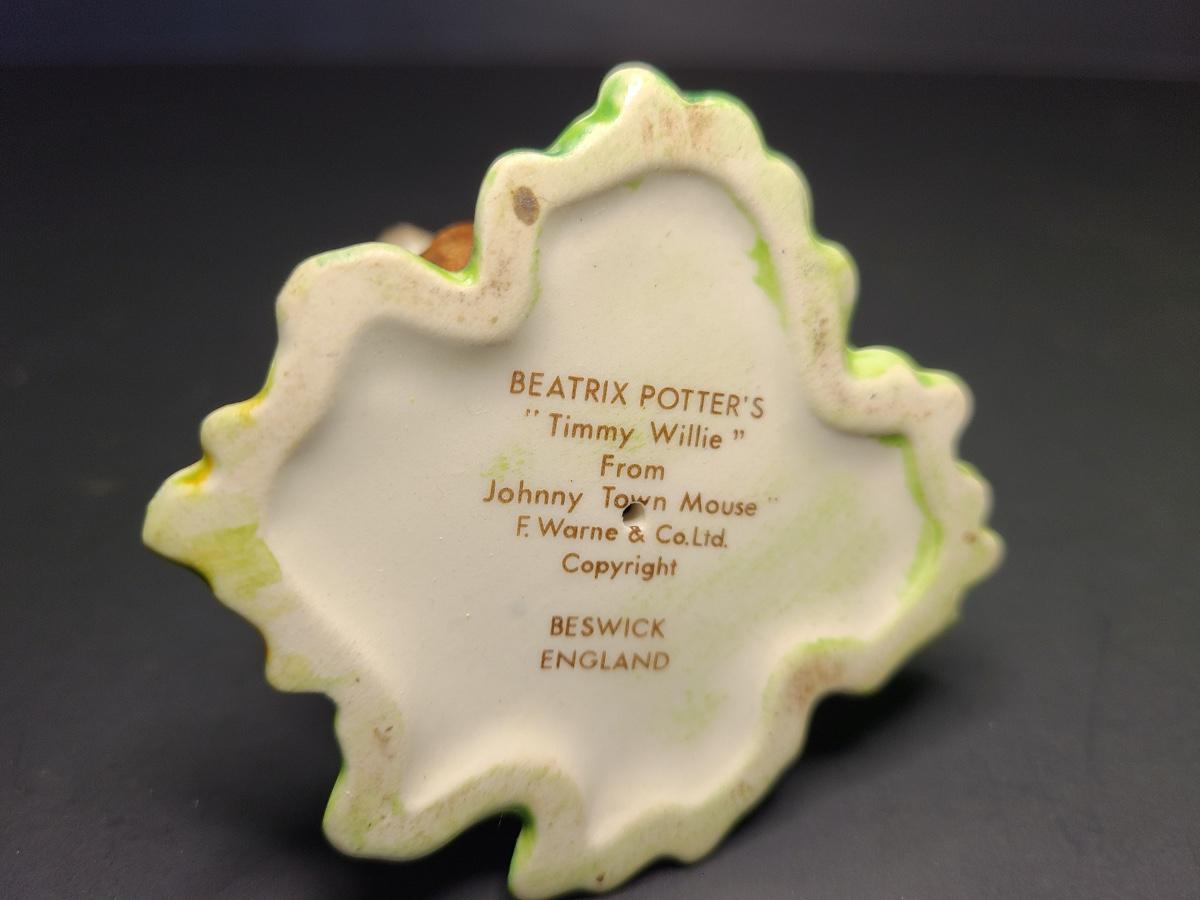 BEATRIX POTTER'S
"Timmy Willie"
From
Johnny Town Mouse"
F. Warne & Co.Ltd.
Copyright
BESWICK
ENGLAND